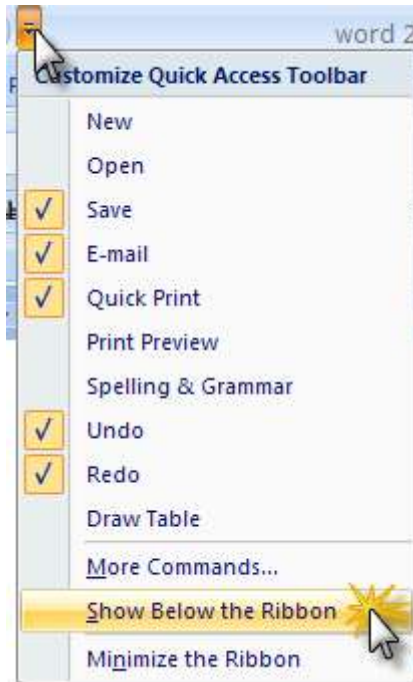 word 2
Customize Quick Access Toolbar
New
Open
Save
E-mail
Quick Print
Print Preview
Spelling & Grammar
Undo
Redo
Draw Table
More Commands...
Show Below the Ribbon
Minimize the Ribbon